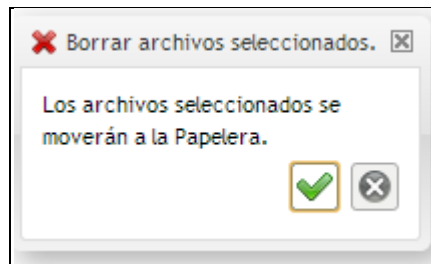 Borrar archivos seleccionados.
Los archivos seleccionados se
moverán a la Papelera.